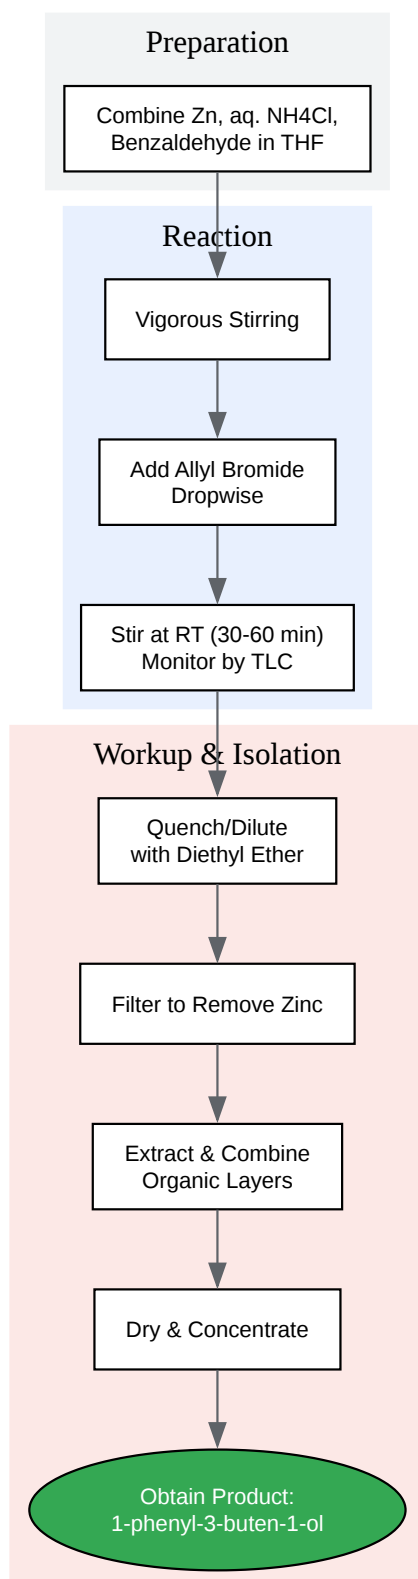 Preparation
Combine Zn, aq. NH4Cl,
Benzaldehyde in THF
Reaction
Vigorous Stirring
Add Allyl Bromide
Dropwise
Stir at RT (30-60 min)
Monitor by TLC
Workup & Isolation
Quench/Dilute
with Diethyl Ether
Filter to Remove Zinc
Extract & Combine
Organic Layers
Dry & Concentrate
Obtain Product:
1-phenyl-3-buten-1-ol